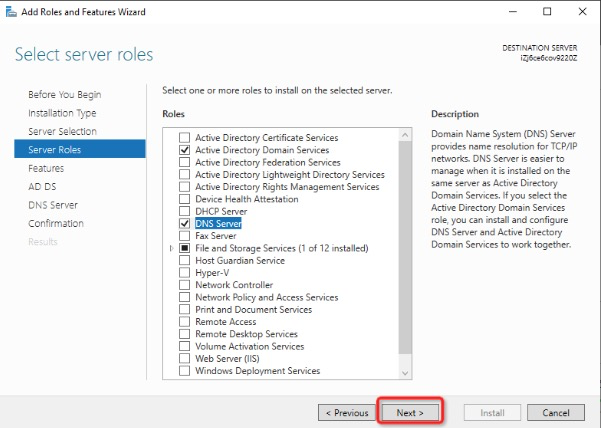 Add Roles and Features Wizard
Select server roles
DESTINATION SERVER
iZj6ce6cov9220Z
Before You Begin
Installation Type
Server Selection
Server Roles
Features
AD DS
DNS Server
Confirmation
Results
Select one or more roles to install on the selected server.
Roles
Active Directory Certificate Services
Active Directory Domain Services
Active Directory Federation Services
Active Directory Lightweight Directory Services
Active Directory Rights Management Services
Device Health Attestation
DHCP Server
DNS Server
Fax Server
File and Storage Services (1 of 12 installed)
Host Guardian Service
Hyper-V
Network Controller
Network Policy and Access Services
Print and Document Services
Remote Access
Remote Desktop Services
Volume Activation Services
Web Server (IIS)
Windows Deployment Services
Description
Domain Name System (DNS) Server
provides name resolution for TCP/IP
networks. DNS Server is easier to
manage when it is installed on the
same server as Active Directory
Domain Services. If you select the
Active Directory Domain Services
role, you can install and configure
DNS Server and Active Directory
Domain Services to work together.
< Previous
Next >
Install
Cancel